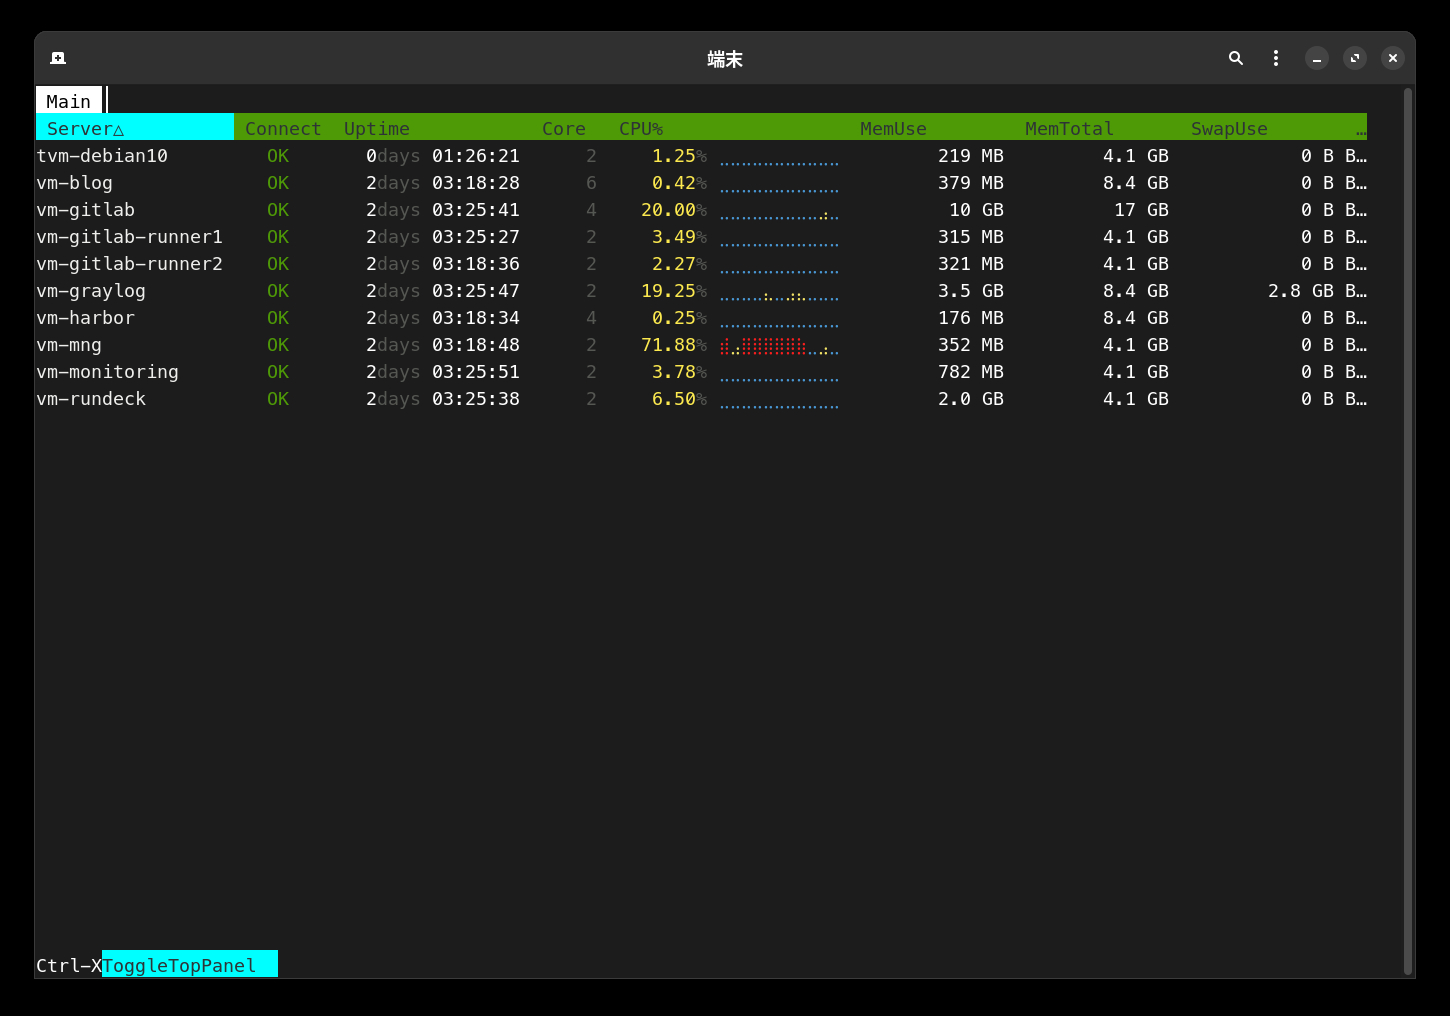 端末
Main
Server△ Connect Uptime Core CPU% MemUse MemTotal SwapUse …
tvm-debian10 OK 0days 01:26:21 2 1.25% 219 MB 4.1 GB 0 B B…
vm-blog OK 2days 03:18:28 6 0.42% 379 MB 8.4 GB 0 B B…
vm-gitlab OK 2days 03:25:41 4 20.00% 10 GB 17 GB 0 B B…
vm-gitlab-runner1 OK 2days 03:25:27 2 3.49% 315 MB 4.1 GB 0 B B…
vm-gitlab-runner2 OK 2days 03:18:36 2 2.27% 321 MB 4.1 GB 0 B B…
vm-graylog OK 2days 03:25:47 2 19.25% 3.5 GB 8.4 GB 2.8 GB B…
vm-harbor OK 2days 03:18:34 4 0.25% 176 MB 8.4 GB 0 B B…
vm-mng OK 2days 03:18:48 2 71.88% 352 MB 4.1 GB 0 B B…
vm-monitoring OK 2days 03:25:51 2 3.78% 782 MB 4.1 GB 0 B B…
vm-rundeck OK 2days 03:25:38 2 6.50% 2.0 GB 4.1 GB 0 B B…
Ctrl-XToggleTopPanel